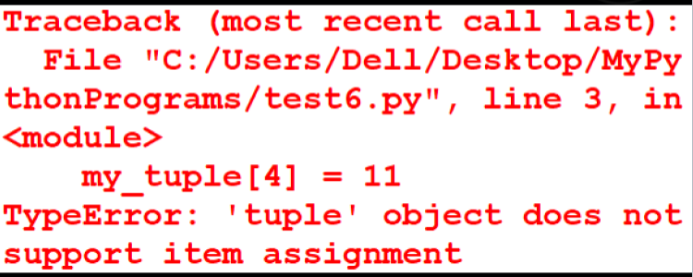 Traceback (most recent call last):
  File "C:/Users/Dell/Desktop/MyPy
thonPrograms/test6.py", line 3, in
<module>
    my_tuple[4] = 11
TypeError: 'tuple' object does not
support item assignment